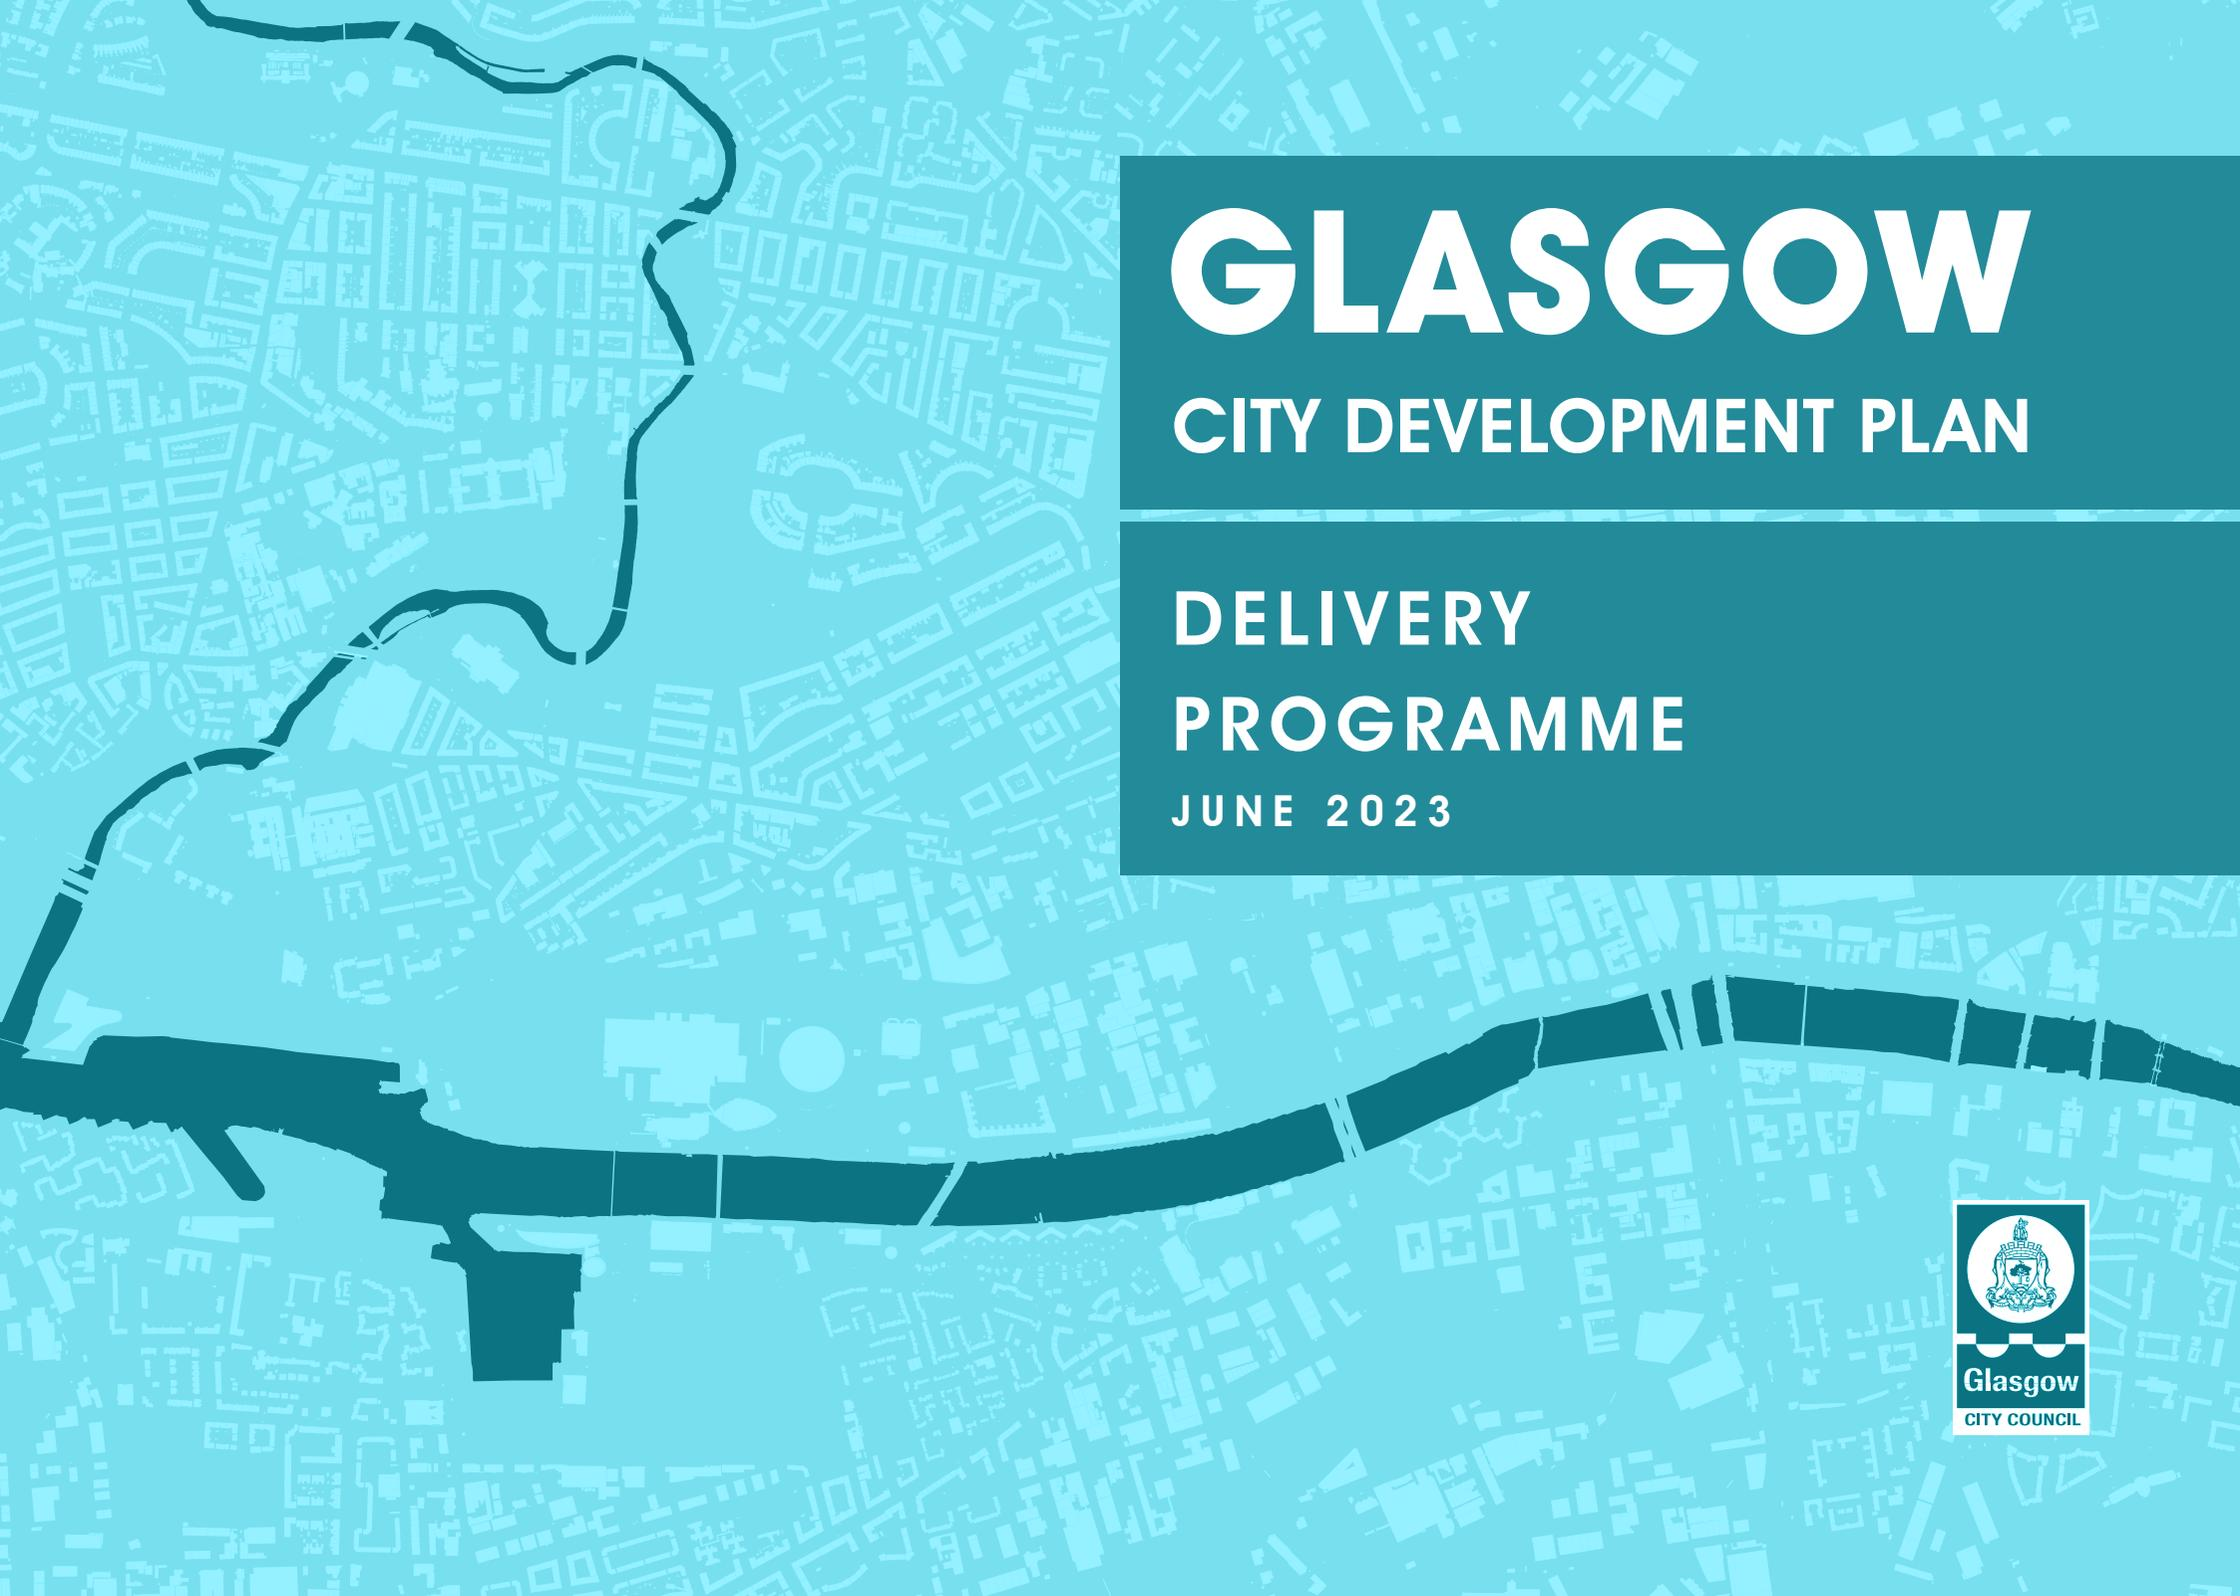 GLASGOW
CITY DEVELOPMENT PLAN
DELIVERY
PROGRAMME
JUNE 2023
Glasgow
CITY COUNCIL